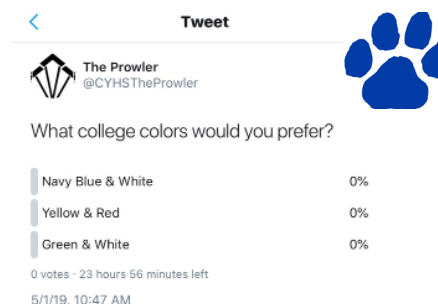 Tweet
The Prowler
@CYHSTheProwler
What college colors would you prefer?
Navy Blue & White 0%
Yellow & Red 0%
Green & White 0%
0 votes · 23 hours 56 minutes left
5/1/19, 10:47 AM